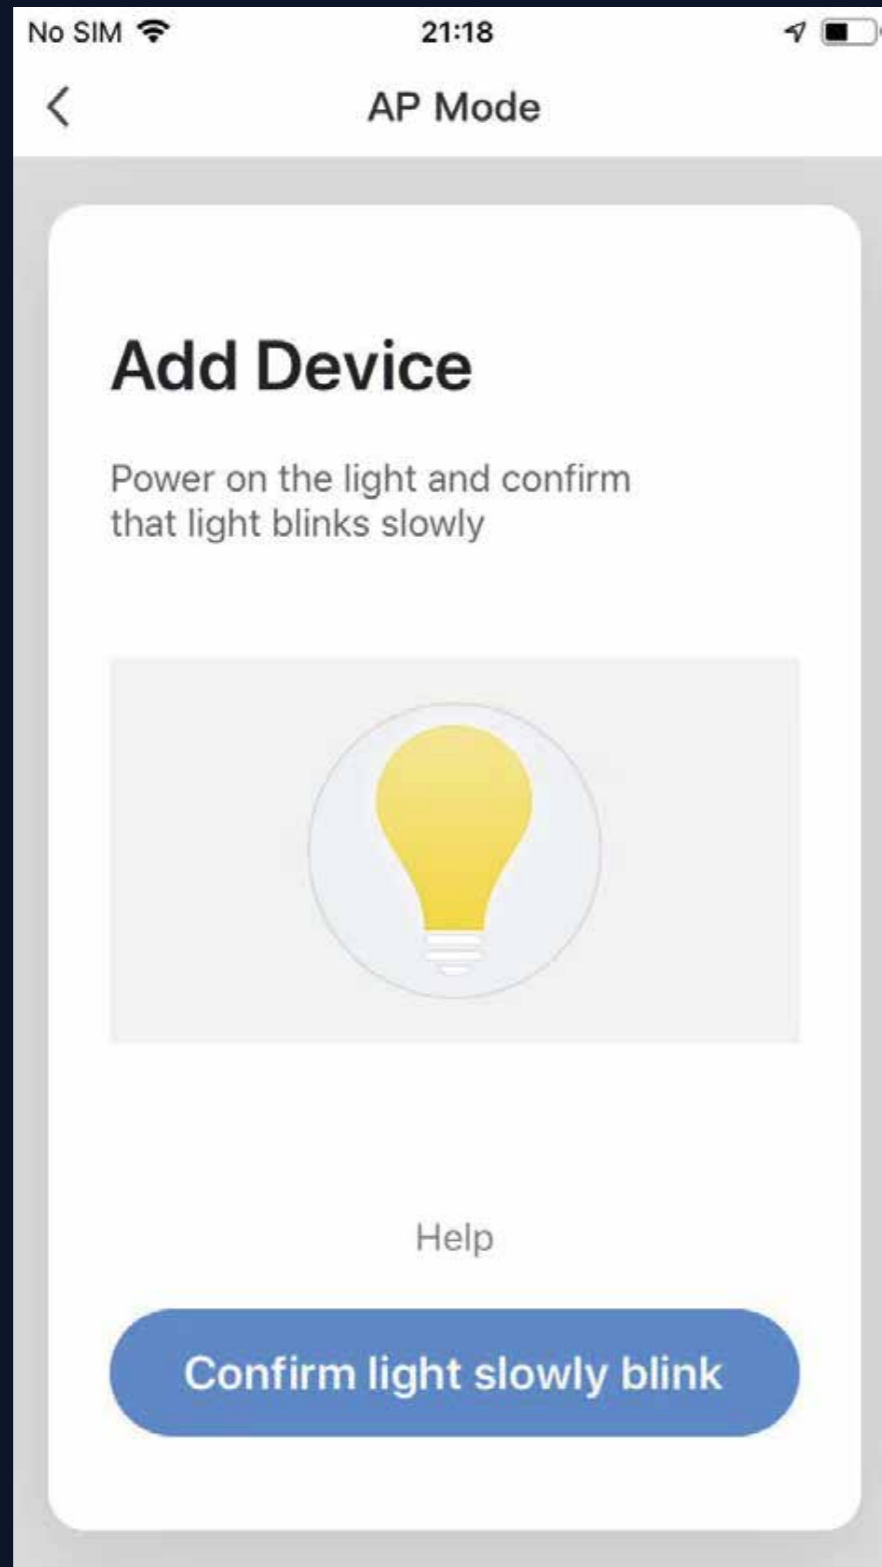 No SIM 21:18
AP Mode
Add Device
Power on the light and confirm
that light blinks slowly
Help
Confirm light slowly blink